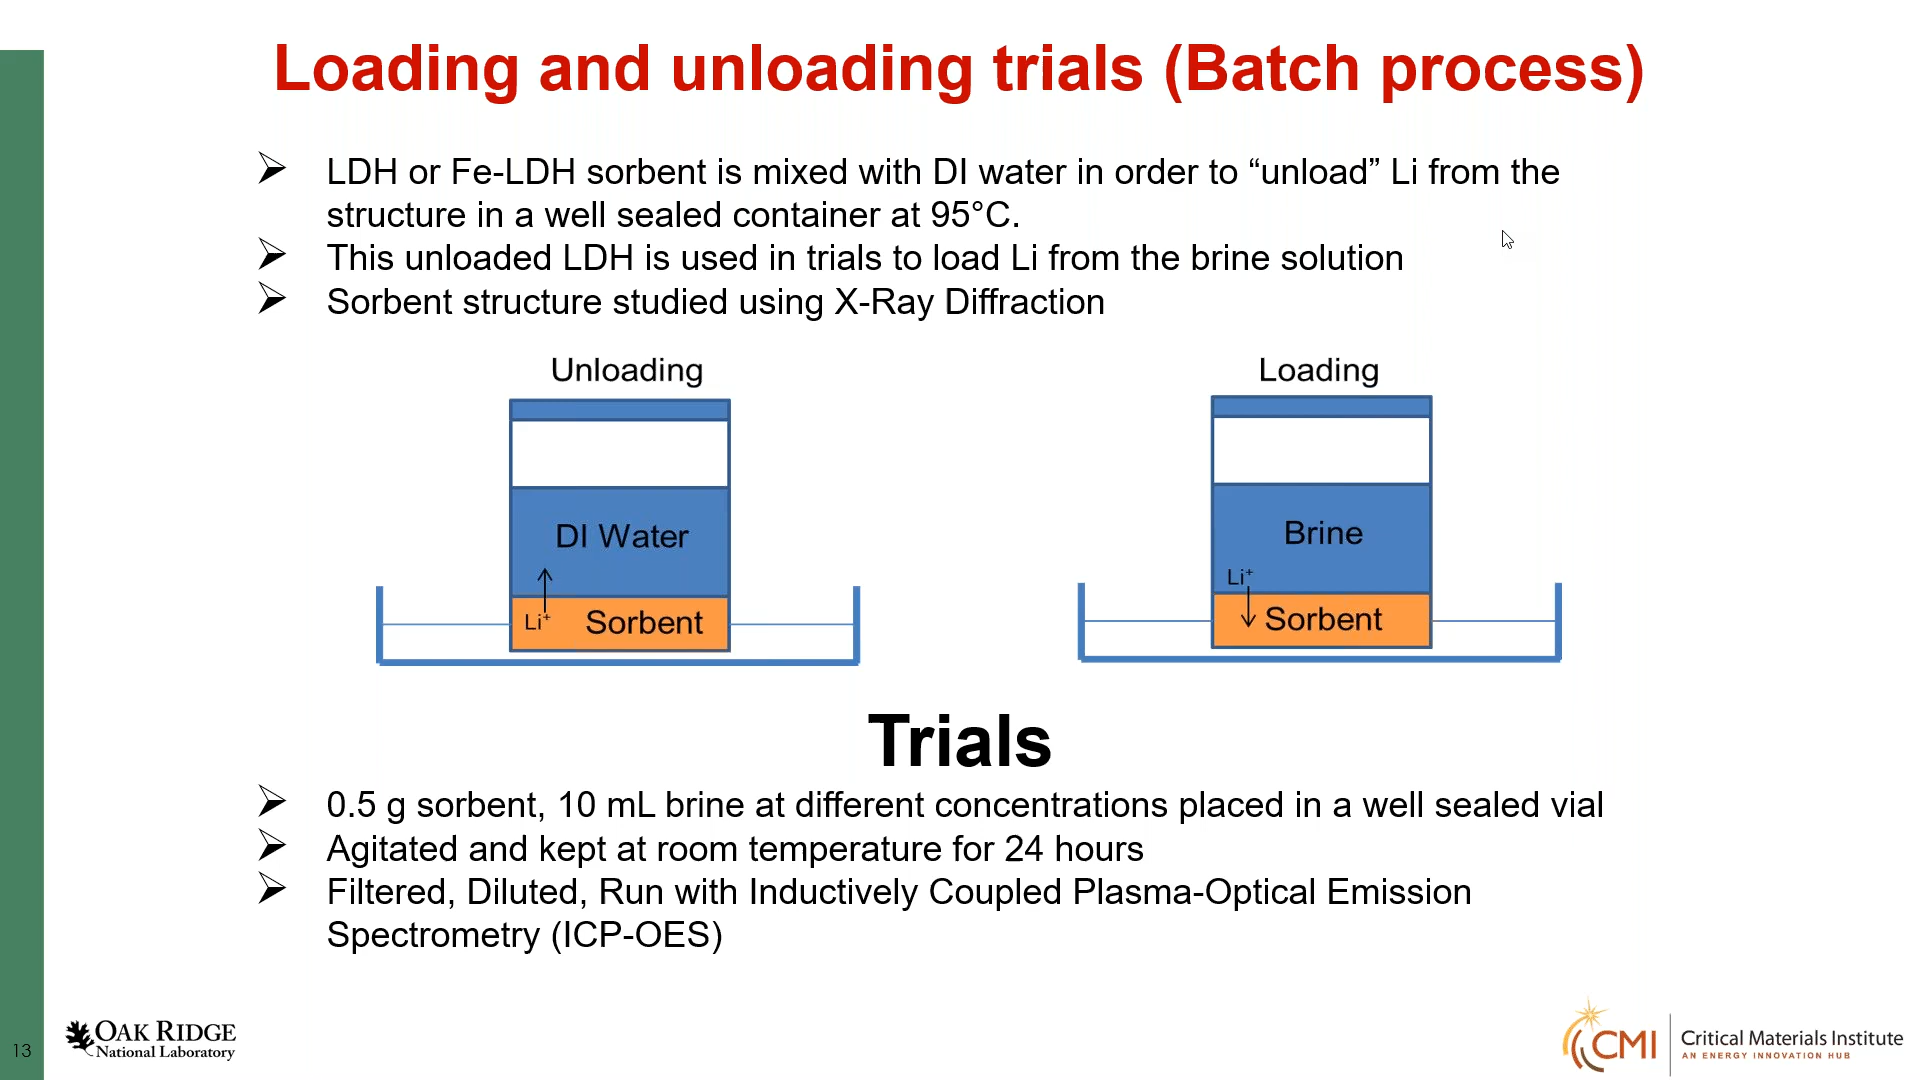 Loading and unloading trials (Batch process)
LDH or Fe-LDH sorbent is mixed with DI water in order to “unload” Li from the
structure in a well sealed container at 95°C.
This unloaded LDH is used in trials to load Li from the brine solution
Sorbent structure studied using X-Ray Diffraction
Unloading
DI Water
Li⁺
Sorbent
Loading
Brine
Li⁺
Sorbent
Trials
0.5 g sorbent, 10 mL brine at different concentrations placed in a well sealed vial
Agitated and kept at room temperature for 24 hours
Filtered, Diluted, Run with Inductively Coupled Plasma-Optical Emission
Spectrometry (ICP-OES)
13
OAK RIDGE
National Laboratory
CMI
Critical Materials Institute
AN ENERGY INNOVATION HUB